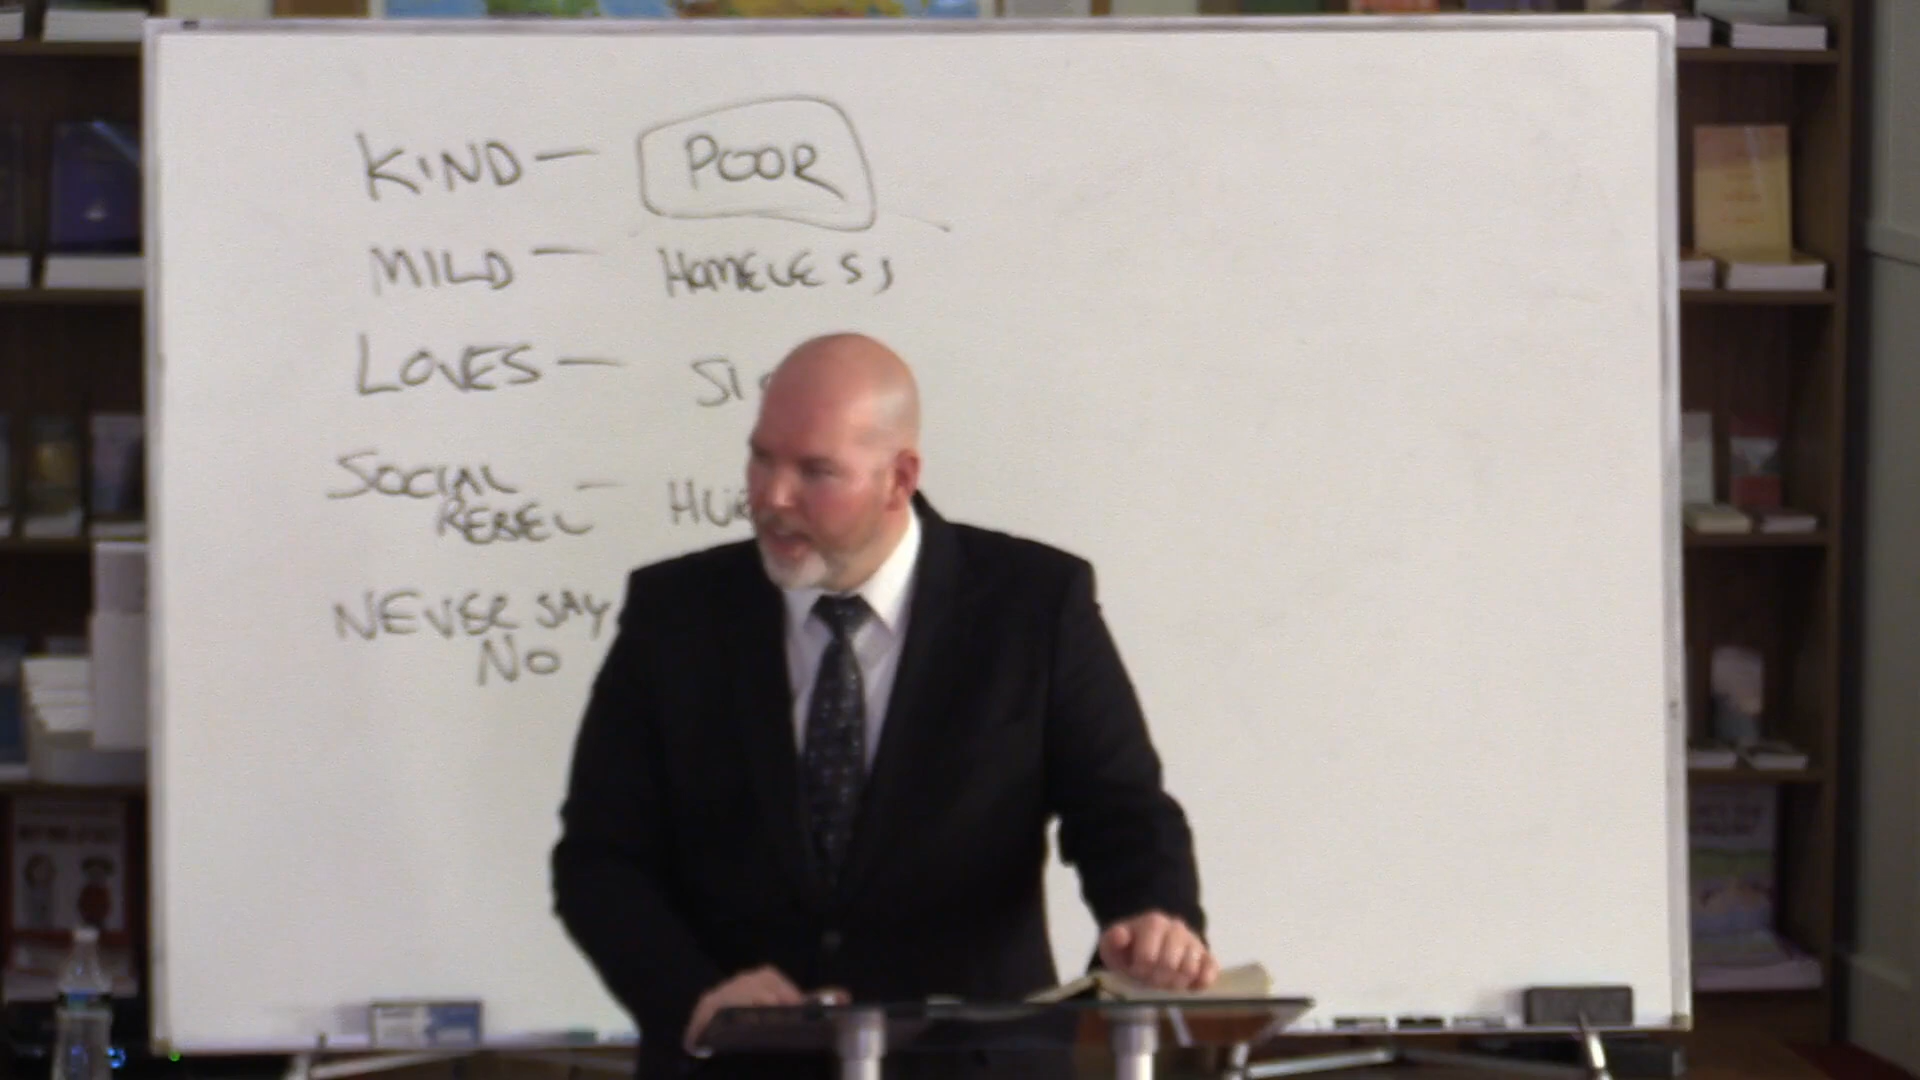 KIND — POOR
MILD — HOMELESS
LOVES —
SOCIAL REBEL —
NEVER SAY
NO